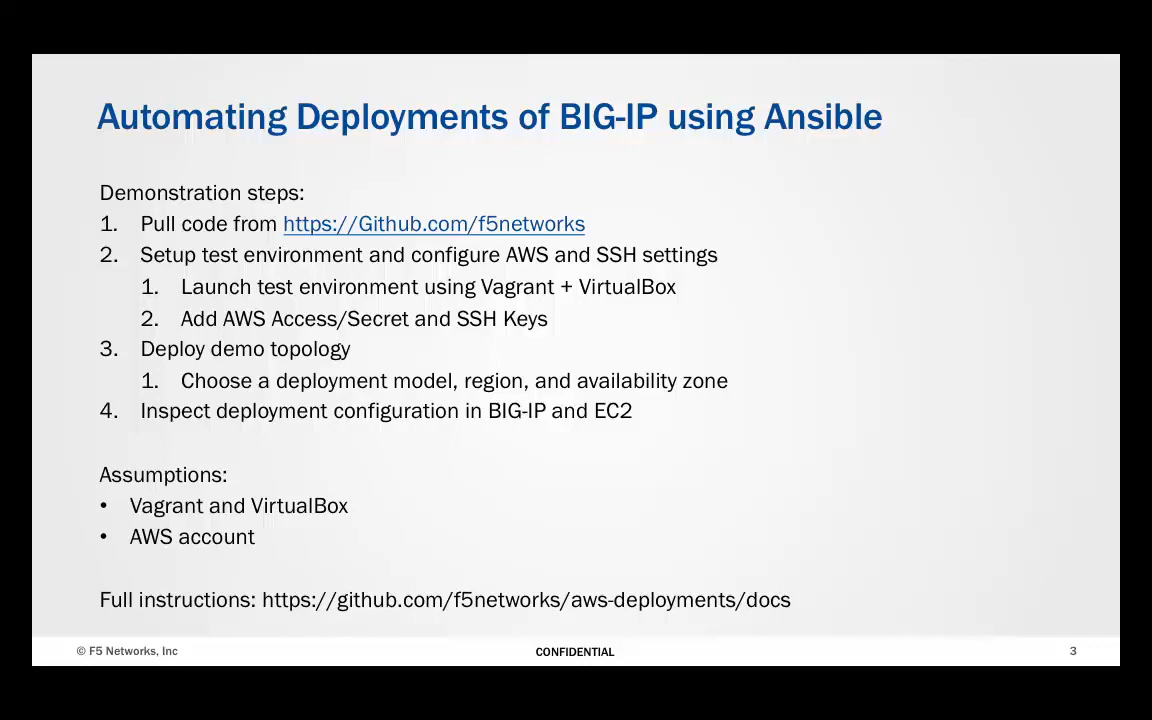 Automating Deployments of BIG-IP using Ansible
Demonstration steps:
1. Pull code from https://Github.com/f5networks
2. Setup test environment and configure AWS and SSH settings
1. Launch test environment using Vagrant + VirtualBox
2. Add AWS Access/Secret and SSH Keys
3. Deploy demo topology
1. Choose a deployment model, region, and availability zone
4. Inspect deployment configuration in BIG-IP and EC2
Assumptions:
• Vagrant and VirtualBox
• AWS account
Full instructions: https://github.com/f5networks/aws-deployments/docs
© F5 Networks, Inc CONFIDENTIAL 3